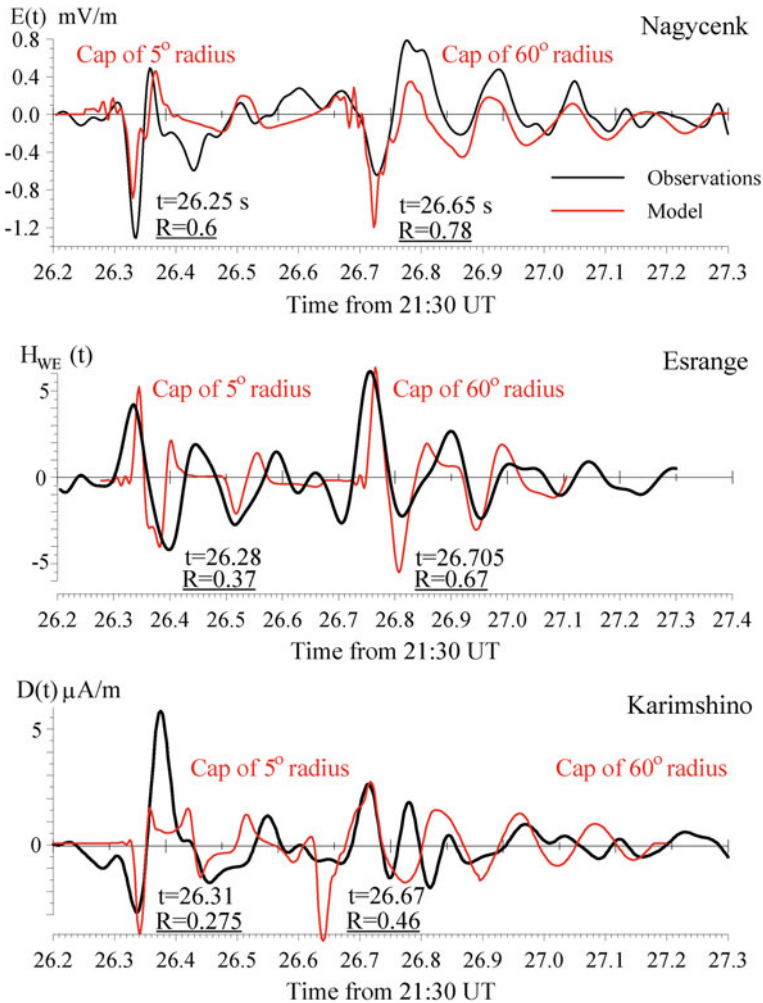 E(t) mV/m
Nagycenk
Cap of 5° radius
Cap of 60° radius
0.8
0.4
0.0
-0.4
-0.8
-1.2
t=26.25 s
R=0.6
t=26.65 s
R=0.78
Observations
Model
26.2 26.3 26.4 26.5 26.6 26.7 26.8 26.9 27.0 27.1 27.2 27.3
Time from 21:30 UT
H_WE (t)
Esrange
Cap of 5° radius
Cap of 60° radius
5
0
-5
t=26.28
R=0.37
t=26.705
R=0.67
26.2 26.3 26.4 26.5 26.6 26.7 26.8 26.9 27.0 27.1 27.2 27.3 27.4
Time from 21:30 UT
D(t) μA/m
Karimshino
Cap of 5° radius
Cap of 60° radius
5
0
t=26.31
R=0.275
t=26.67
R=0.46
26.2 26.3 26.4 26.5 26.6 26.7 26.8 26.9 27.0 27.1 27.2 27.3
Time from 21:30 UT